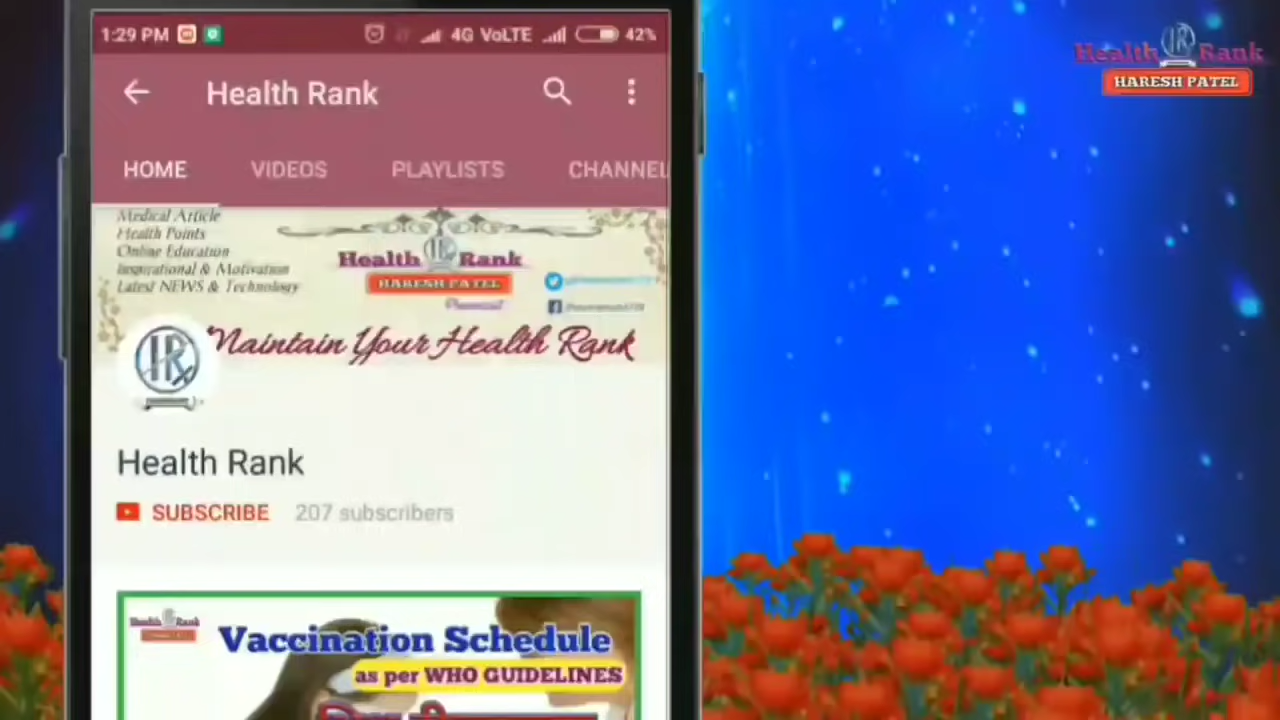 1:29 PM
4G VoLTE
42%
Health Rank
HARESH PATEL
Health Rank
HOME
VIDEOS
PLAYLISTS
CHANNEL
Medical Article
Health Points
Online Education
Inspirational & Motivation
Latest NEWS & Technology
Health Rank
HARESH PATEL
Pharmacist
Maintain Your Health Rank
Health Rank
SUBSCRIBE
207 subscribers
Health Rank
Vaccination Schedule
as per WHO GUIDELINES